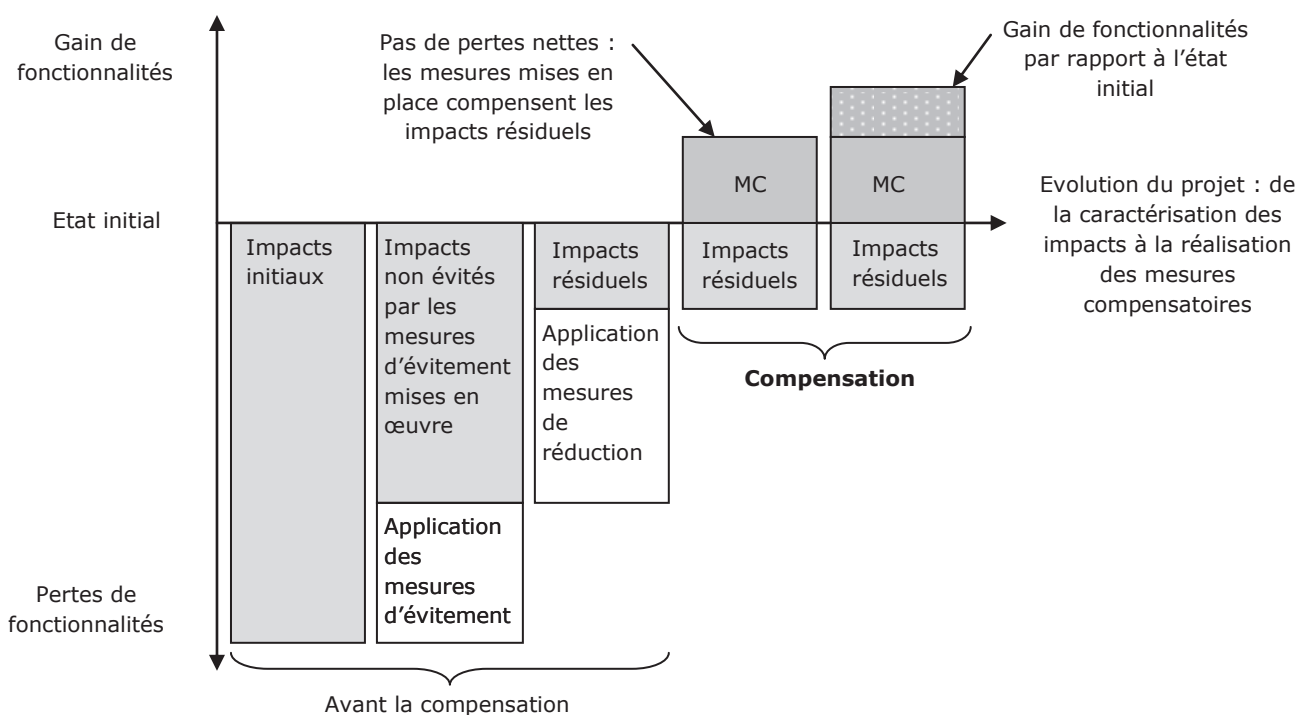 Gain de
fonctionnalités
Pas de pertes nettes :
les mesures mises en
place compensent les
impacts résiduels
Gain de fonctionnalités
par rapport à l’état
initial
MC
MC
Etat initial
Evolution du projet : de
la caractérisation des
impacts à la réalisation
des mesures
compensatoires
Impacts
initiaux
Impacts
non évités
par les
mesures
d’évitement
mises en
œuvre
Impacts
résiduels
Impacts
résiduels
Impacts
résiduels
Application
des
mesures
de
réduction
Compensation
Application
des
mesures
d'évitement
Pertes de
fonctionnalités
Avant la compensation